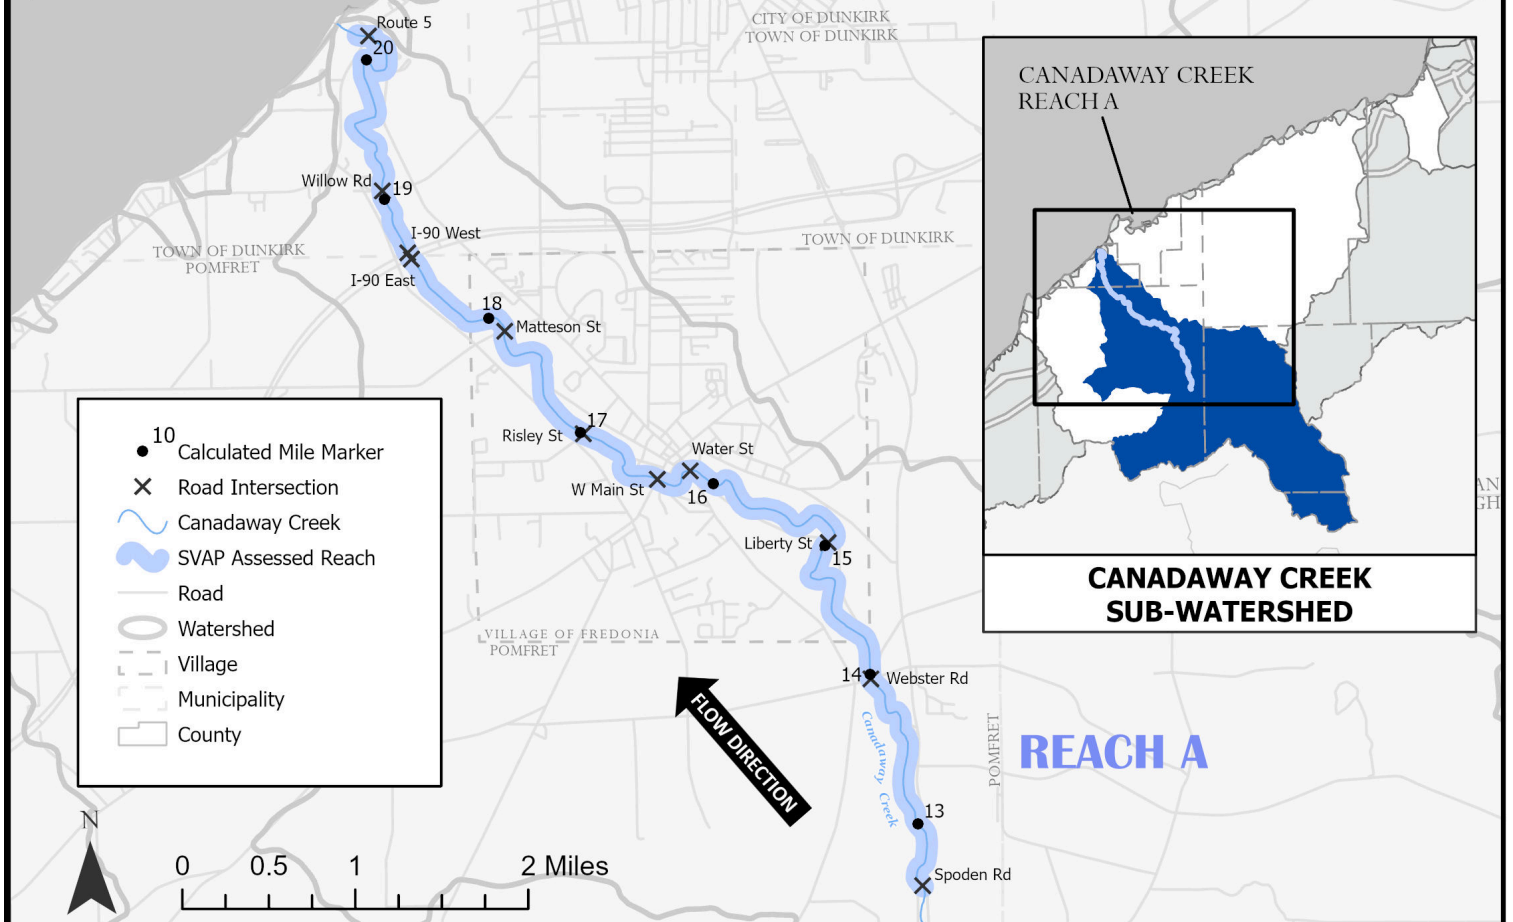 Route 5
20
CITY OF DUNKIRK
TOWN OF DUNKIRK
CANADAWAY CREEK
REACH A
Willow Rd
19
I-90 West
TOWN OF DUNKIRK
TOWN OF DUNKIRK
POMFRET
I-90 East
18
Matteson St
17
Risley St
10
Calculated Mile Marker
Road Intersection
Canadaway Creek
SVAP Assessed Reach
Road
Watershed
Village
Municipality
County
Water St
W Main St
16
Liberty St
15
CANADAWAY CREEK
SUB-WATERSHED
VILLAGE OF FREDONIA
POMFRET
14
Webster Rd
FLOW DIRECTION
Canadaway Creek
POMFRET
REACH A
13
Spoden Rd
N
0 0.5 1 2 Miles